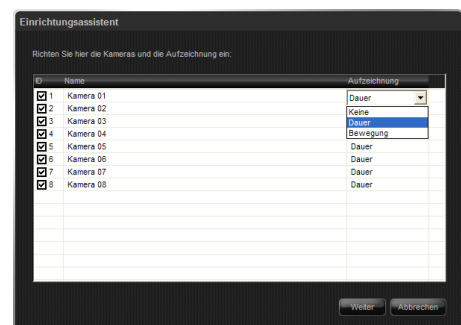 Einrichtungsassistent
Richten Sie hier die Kameras und die Aufzeichnung ein:
ID Name Aufzeichnung
1 Kamera 01 Dauer
2 Kamera 02 Keine
3 Kamera 03 Dauer
4 Kamera 04 Bewegung
5 Kamera 05 Dauer
6 Kamera 06 Dauer
7 Kamera 07 Dauer
8 Kamera 08 Dauer
Weiter Abbrechen